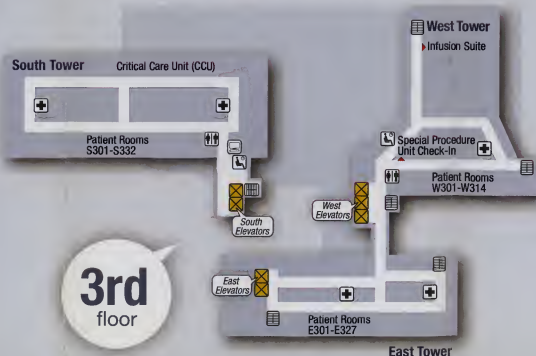 West Tower
Infusion Suite
South Tower
Critical Care Unit (CCU)
Patient Rooms
S301-S332
Special Procedure
Unit Check-In
Patient Rooms
W301-W314
South
Elevators
West
Elevators
3rd
floor
East
Elevators
Patient Rooms
E301-E327
East Tower